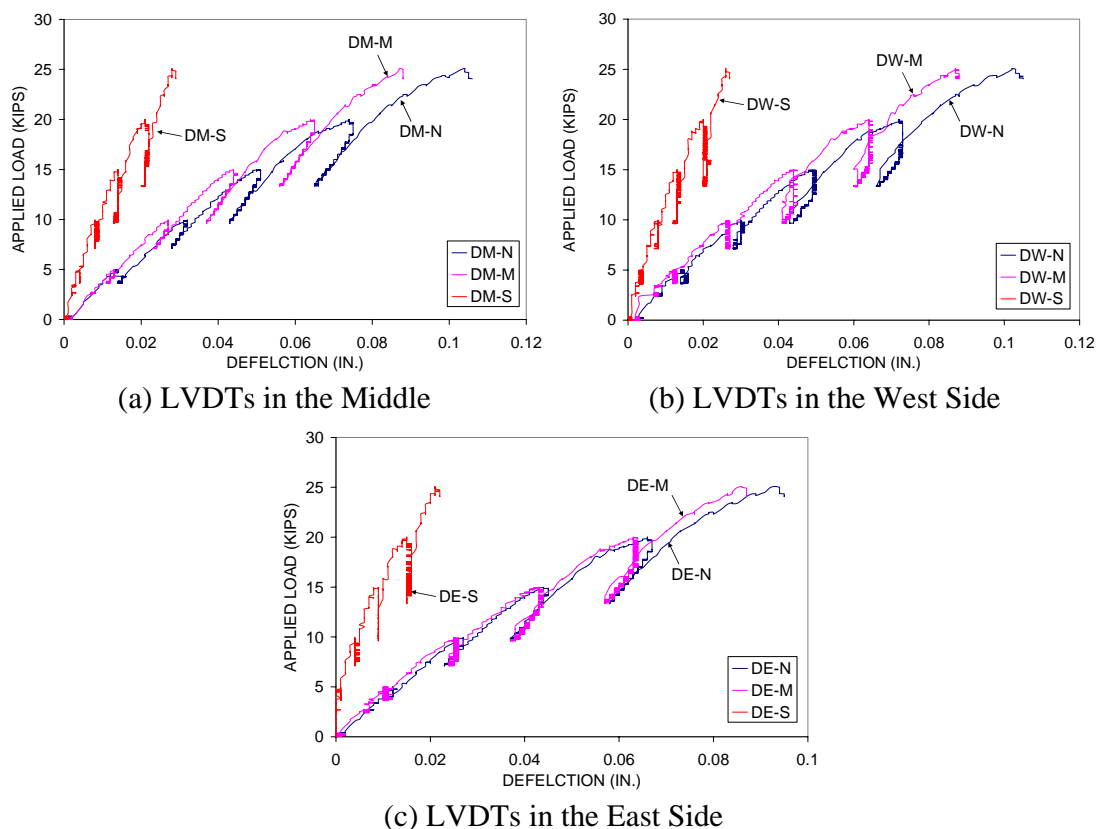 30
25
20
15
10
5
0
APPLIED LOAD (KIPS)
DM-M
DM-S
DM-N
DM-N
DM-M
DM-S
0 0.02 0.04 0.06 0.08 0.1 0.12
DEFELCTION (IN.)
(a) LVDTs in the Middle
30
25
20
15
10
5
0
APPLIED LOAD (KIPS)
DW-M
DW-S
DW-N
DW-N
DW-M
DW-S
0 0.02 0.04 0.06 0.08 0.1 0.12
DEFELCTION (IN.)
(b) LVDTs in the West Side
30
25
20
15
10
5
0
APPLIED LOAD (KIPS)
DE-M
DE-N
DE-S
DE-N
DE-M
DE-S
0 0.02 0.04 0.06 0.08 0.1
DEFELCTION (IN.)
(c) LVDTs in the East Side